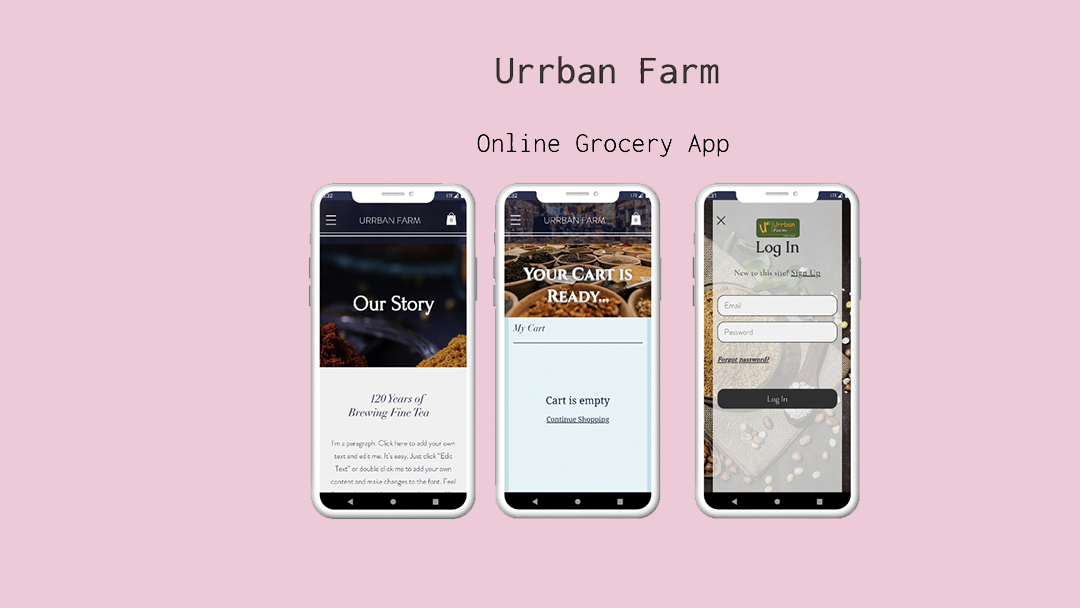 Urrban Farm
Online Grocery App
URRBAN FARM
0
Our Story
120 Years of
Brewing Fine Tea
I'm a paragraph. Click here to add your own
text and edit me. It's easy. Just click "Edit
Text" or double click me to add your own
content and make changes to the font. Feel
URRBAN FARM
0
Your Cart is
Ready...
My Cart
Cart is empty
Continue Shopping
Urrban
Farm
Log In
New to this site? Sign Up
Email
Password
Forgot password?
Log In